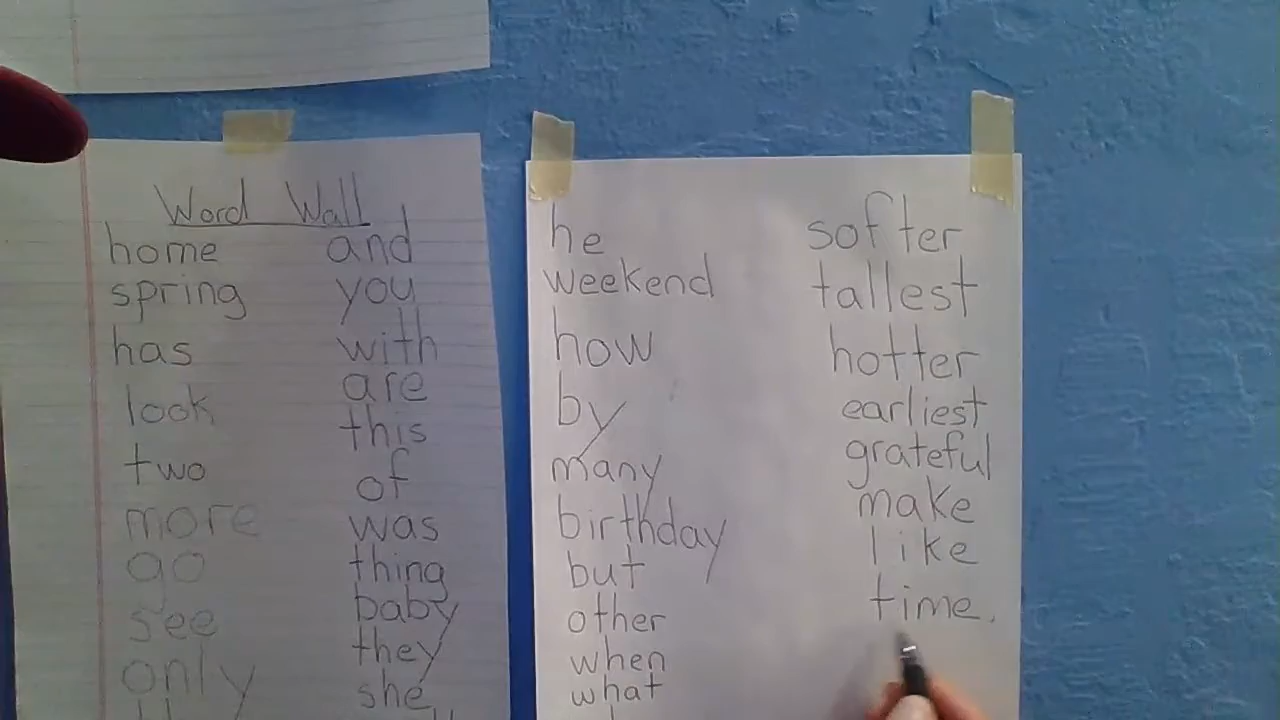 Word Wall
home
spring
has
look
two
more
go
see
only
and
you
with
are
this
of
was
thing
baby
they
she
he
weekend
how
by
many
birthday
but
other
when
what
softer
tallest
hotter
earliest
grateful
make
like
time.